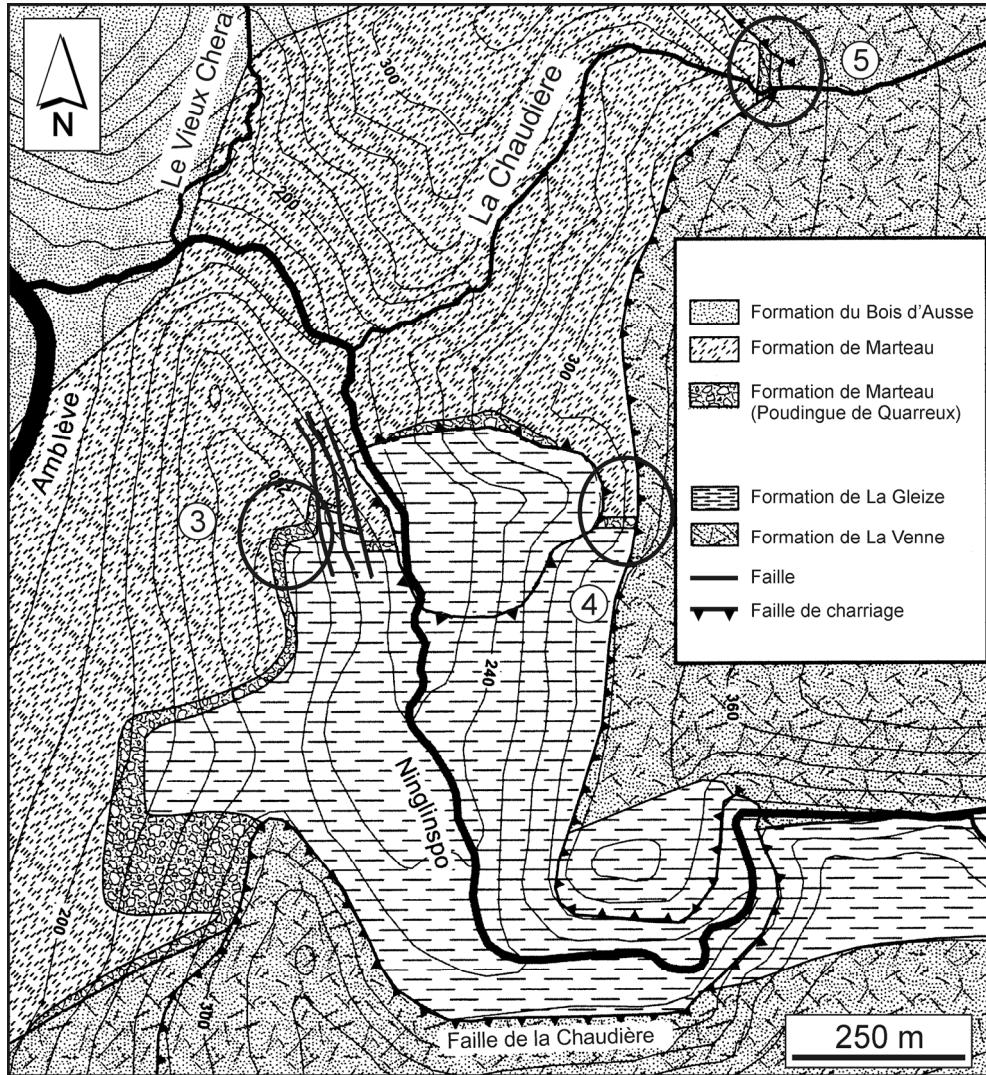 N
Le Vieux Chera
300
La Chaudière
5
200
Formation du Bois d'Ausse
Formation de Marteau
Formation de Marteau
(Poudingue de Quarreux)
Formation de La Gleize
Formation de La Venne
Faille
Faille de charriage
300
Amblève
3
4
240
360
Ninglinspo
200
300
Faille de la Chaudière
250 m